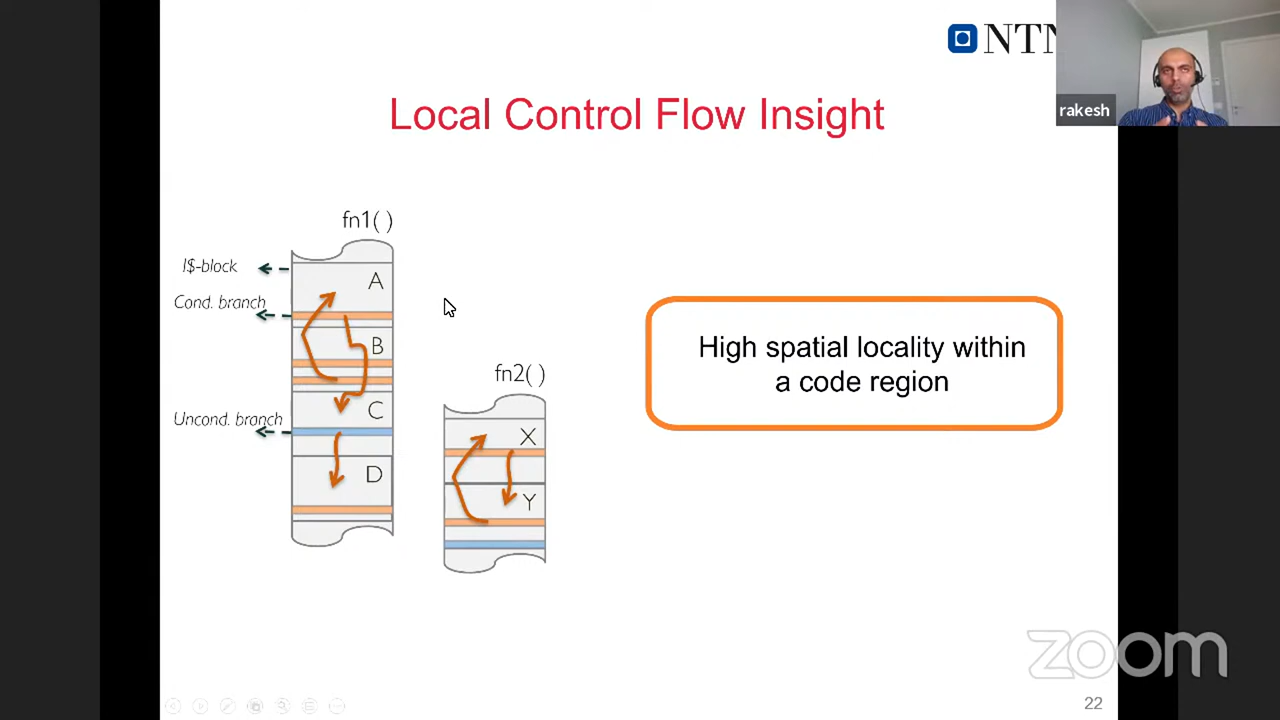 NTN
rakesh
Local Control Flow Insight
fn1( )
I$-block
A
Cond. branch
B
fn2( )
C
Uncond. branch
X
D
Y
High spatial locality within
a code region
zoom
22